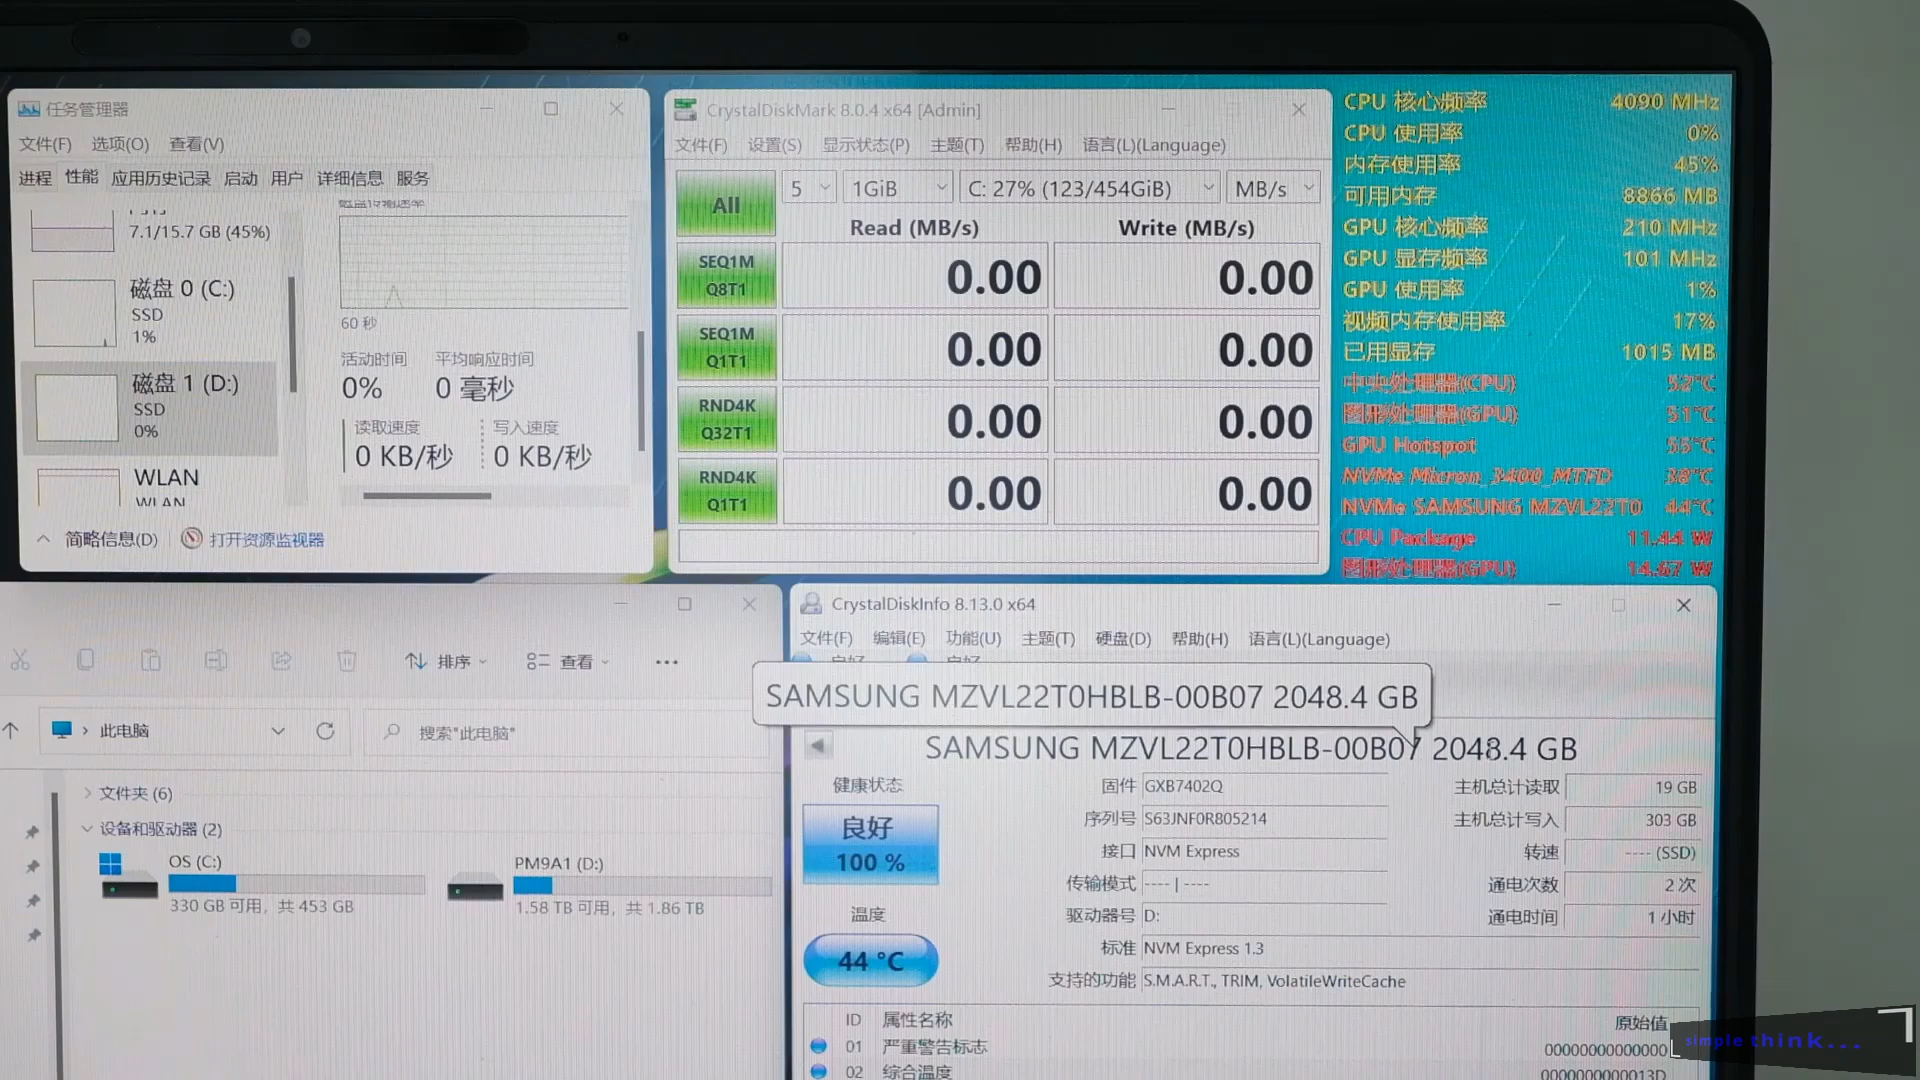 任务管理器
文件(F) 选项(O) 查看(V)
进程 性能 应用历史记录 启动 用户 详细信息 服务
7.1/15.7 GB (45%)
磁盘 0 (C:)
SSD
1%
磁盘 1 (D:)
SSD
0%
WLAN
WLAN
磁盘传输速率
60 秒
活动时间 平均响应时间
0% 0 毫秒
读取速度 写入速度
0 KB/秒 0 KB/秒
简略信息(D) 打开资源监视器
CrystalDiskMark 8.0.4 x64 [Admin]
文件(F) 设置(S) 显示状态(P) 主题(T) 帮助(H) 语言(L)(Language)
All 5 1GiB C: 27% (123/454GiB) MB/s
Read (MB/s) Write (MB/s)
SEQ1M
Q8T1 0.00 0.00
SEQ1M
Q1T1 0.00 0.00
RND4K
Q32T1 0.00 0.00
RND4K
Q1T1 0.00 0.00
CPU 核心频率 4090 MHz
CPU 使用率 0%
内存使用率 45%
可用内存 8866 MB
GPU 核心频率 210 MHz
GPU 显存频率 101 MHz
GPU 使用率 1%
视频内存使用率 17%
已用显存 1015 MB
中央处理器(CPU) 52°C
图形处理器(GPU) 51°C
GPU Hotspot 55°C
NVMe Micron_3400_MTFD 38°C
NVMe SAMSUNG MZVL22T0 44°C
CPU Package 11.44 W
图形处理器(GPU) 14.67 W
排序 查看
此电脑 搜索"此电脑"
文件夹 (6)
设备和驱动器 (2)
OS (C:)
330 GB 可用, 共 453 GB
PM9A1 (D:)
1.58 TB 可用, 共 1.86 TB
CrystalDiskInfo 8.13.0 x64
文件(F) 编辑(E) 功能(U) 主题(T) 硬盘(D) 帮助(H) 语言(L)(Language)
良好 良好
SAMSUNG MZVL22T0HBLB-00B07 2048.4 GB
SAMSUNG MZVL22T0HBLB-00B07 2048.4 GB
健康状态
良好
100 %
温度
44 °C
固件 GXB7402Q
序列号 S63JNF0R805214
接口 NVM Express
传输模式 ---- | ----
驱动器号 D:
标准 NVM Express 1.3
支持的功能 S.M.A.R.T., TRIM, VolatileWriteCache
主机总计读取 19 GB
主机总计写入 303 GB
转速 ---- (SSD)
通电次数 2 次
通电时间 1 小时
ID 属性名称 原始值
01 严重警告标志 00000000000000
02 综合温度 0000000000013D
simple think...